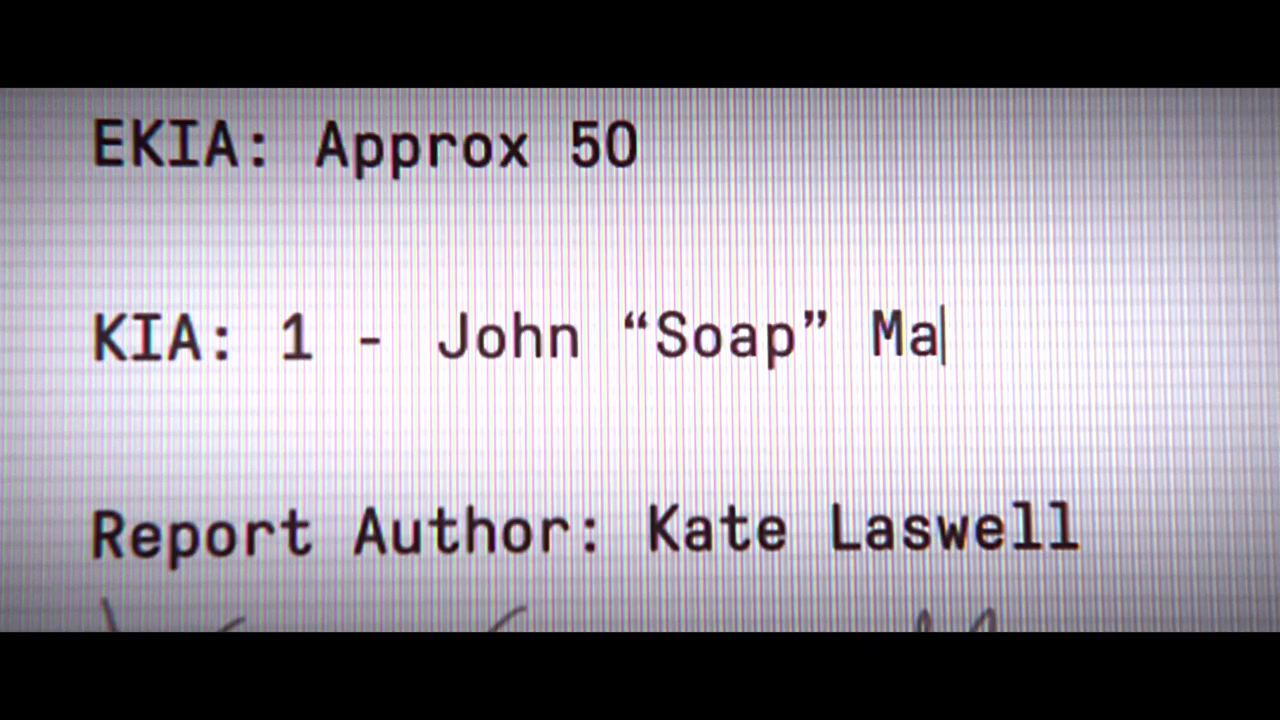 EKIA: Approx 50
KIA: 1 - John “Soap” Ma
Report Author: Kate Laswell